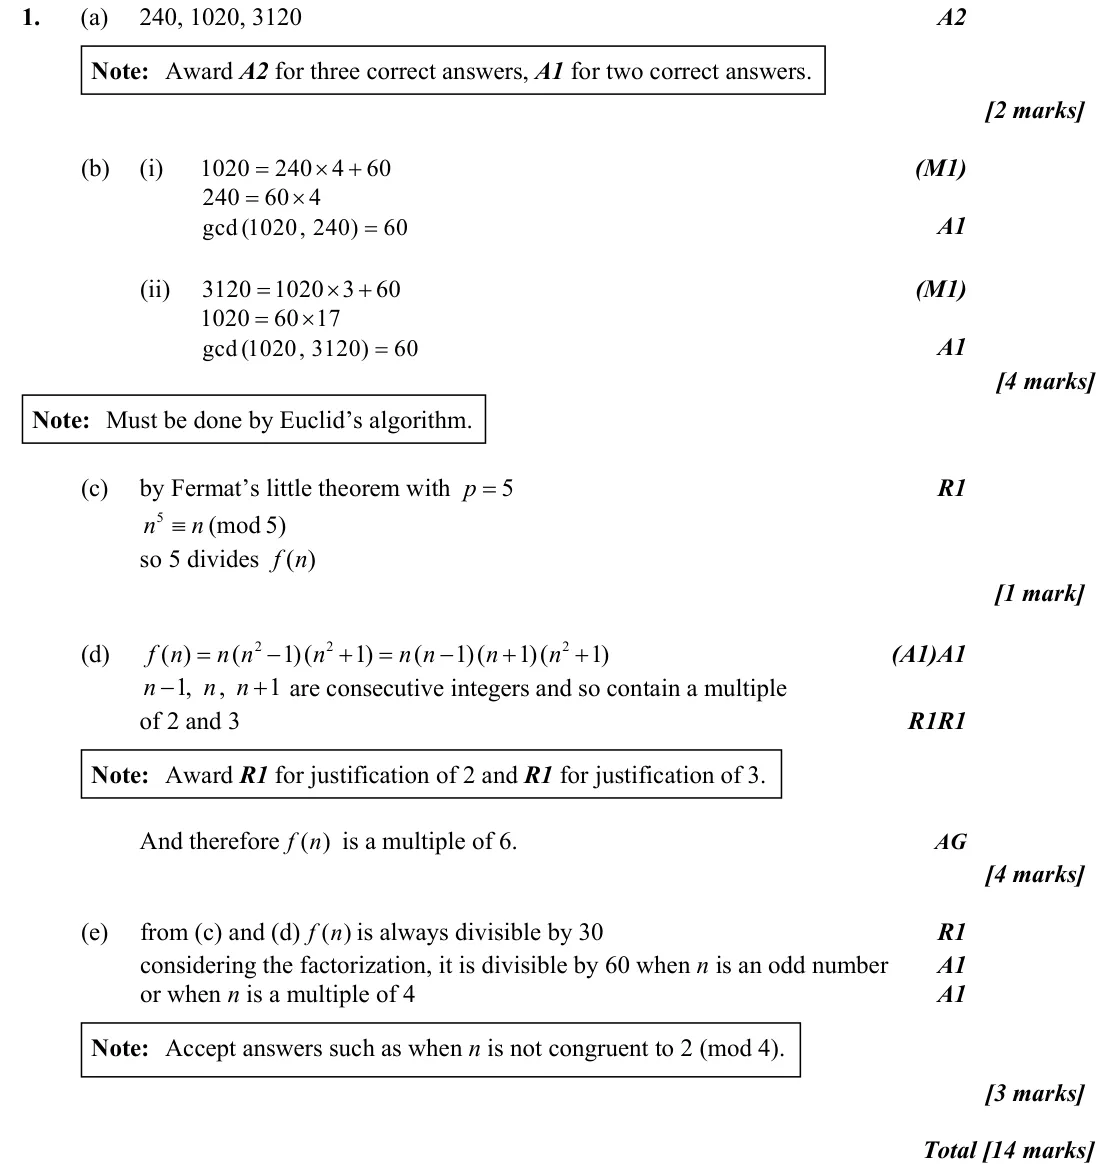 1. (a) 240, 1020, 3120 A2
Note: Award A2 for three correct answers, A1 for two correct answers.
[2 marks]
(b) (i) 1020 = 240 × 4 + 60 (M1)
240 = 60 × 4
gcd (1020, 240) = 60 A1
(ii) 3120 = 1020 × 3 + 60 (M1)
1020 = 60 × 17
gcd (1020, 3120) = 60 A1
[4 marks]
Note: Must be done by Euclid’s algorithm.
(c) by Fermat’s little theorem with p = 5 R1
n⁵ ≡ n (mod 5)
so 5 divides f (n)
[1 mark]
(d) f (n) = n(n² − 1)(n² + 1) = n(n − 1)(n + 1)(n² + 1) (A1)A1
n − 1, n, n + 1 are consecutive integers and so contain a multiple
of 2 and 3 R1R1
Note: Award R1 for justification of 2 and R1 for justification of 3.
And therefore f (n) is a multiple of 6. AG
[4 marks]
(e) from (c) and (d) f (n) is always divisible by 30 R1
considering the factorization, it is divisible by 60 when n is an odd number A1
or when n is a multiple of 4 A1
Note: Accept answers such as when n is not congruent to 2 (mod 4).
[3 marks]
Total [14 marks]